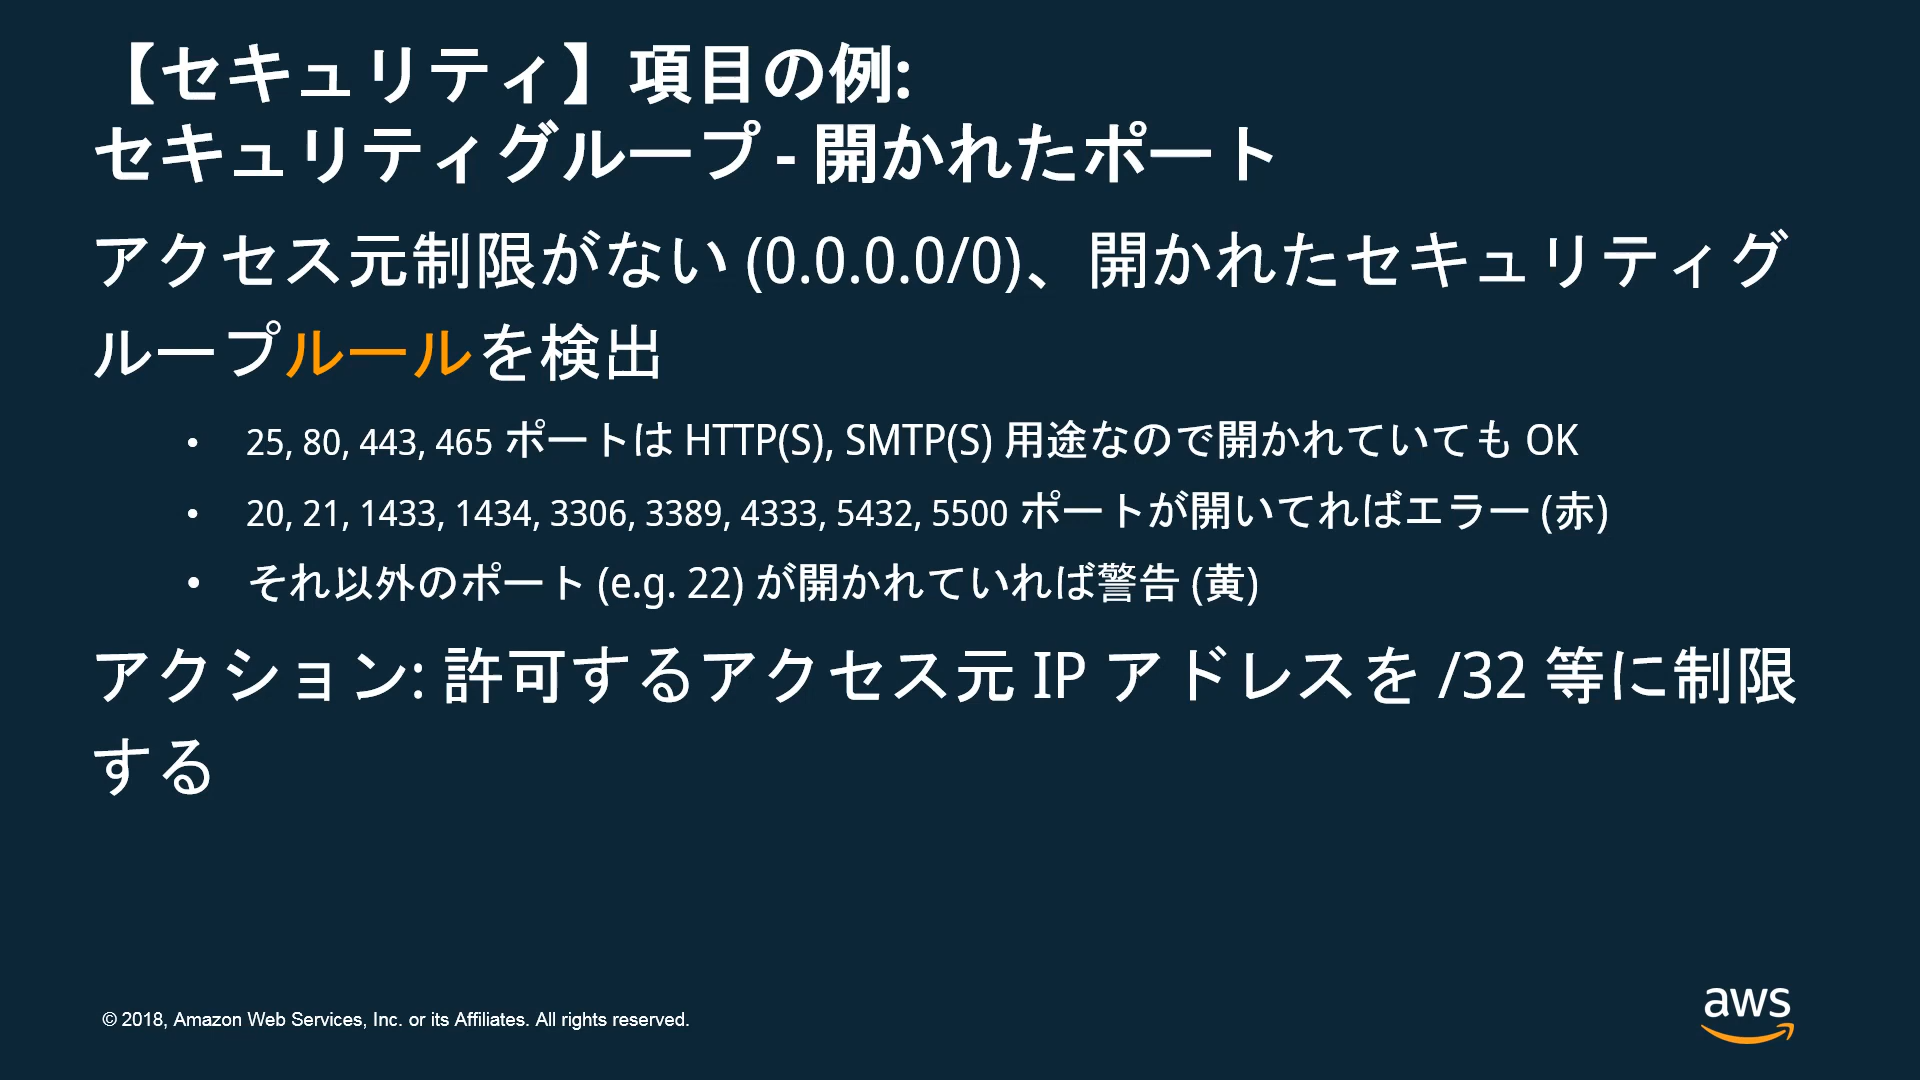 【セキュリティ】項目の例:
セキュリティグループ - 開かれたポート
アクセス元制限がない (0.0.0.0/0)、開かれたセキュリティグ
ループルールを検出
• 25, 80, 443, 465 ポートは HTTP(S), SMTP(S) 用途なので開かれていても OK
• 20, 21, 1433, 1434, 3306, 3389, 4333, 5432, 5500 ポートが開いてればエラー (赤)
• それ以外のポート (e.g. 22) が開かれていれば警告 (黄)
アクション: 許可するアクセス元 IP アドレスを /32 等に制限
する
© 2018, Amazon Web Services, Inc. or its Affiliates. All rights reserved.
aws